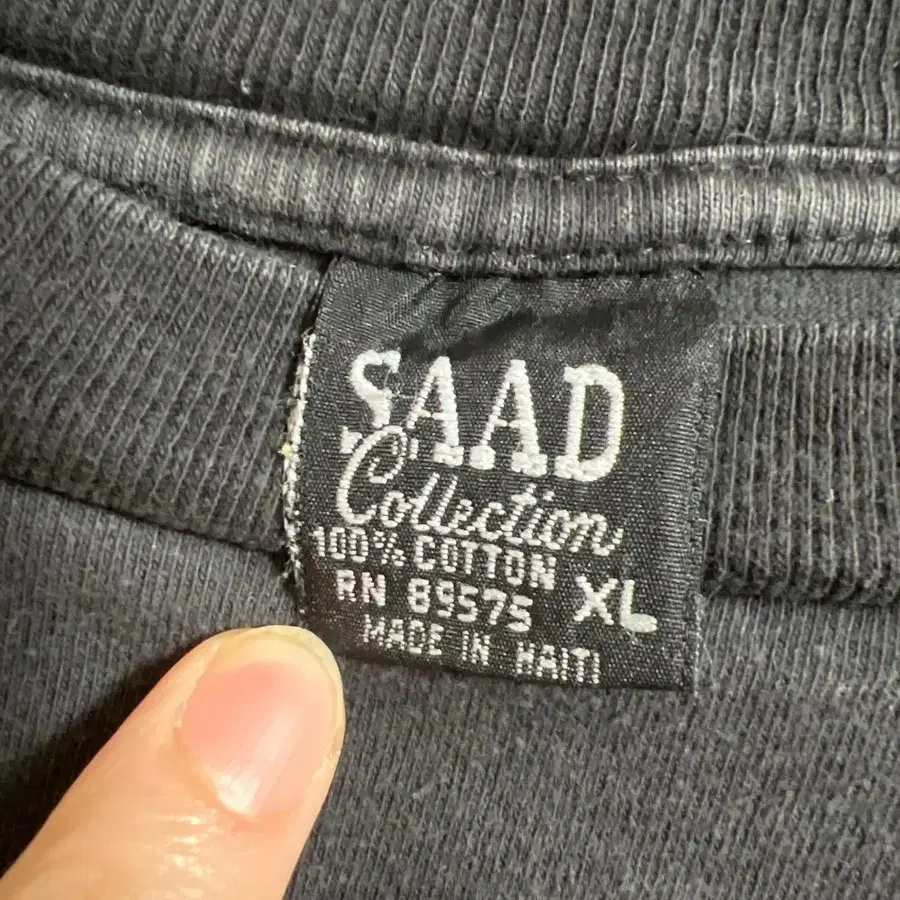 SAAD
Collection
100% COTTON
RN 89575 XL
MADE IN HAITI